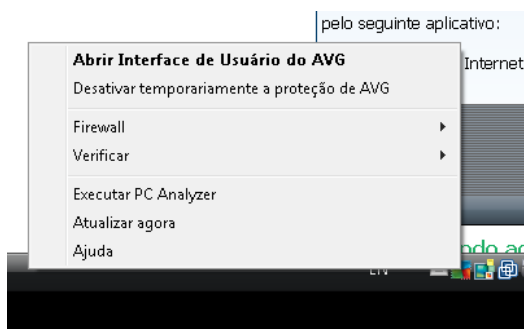 pelo seguinte aplicativo:
Abrir Interface de Usuário do AVG
Internet
Desativar temporariamente a proteção de AVG
Firewall
Verificar
Executar PC Analyzer
Atualizar agora
Ajuda